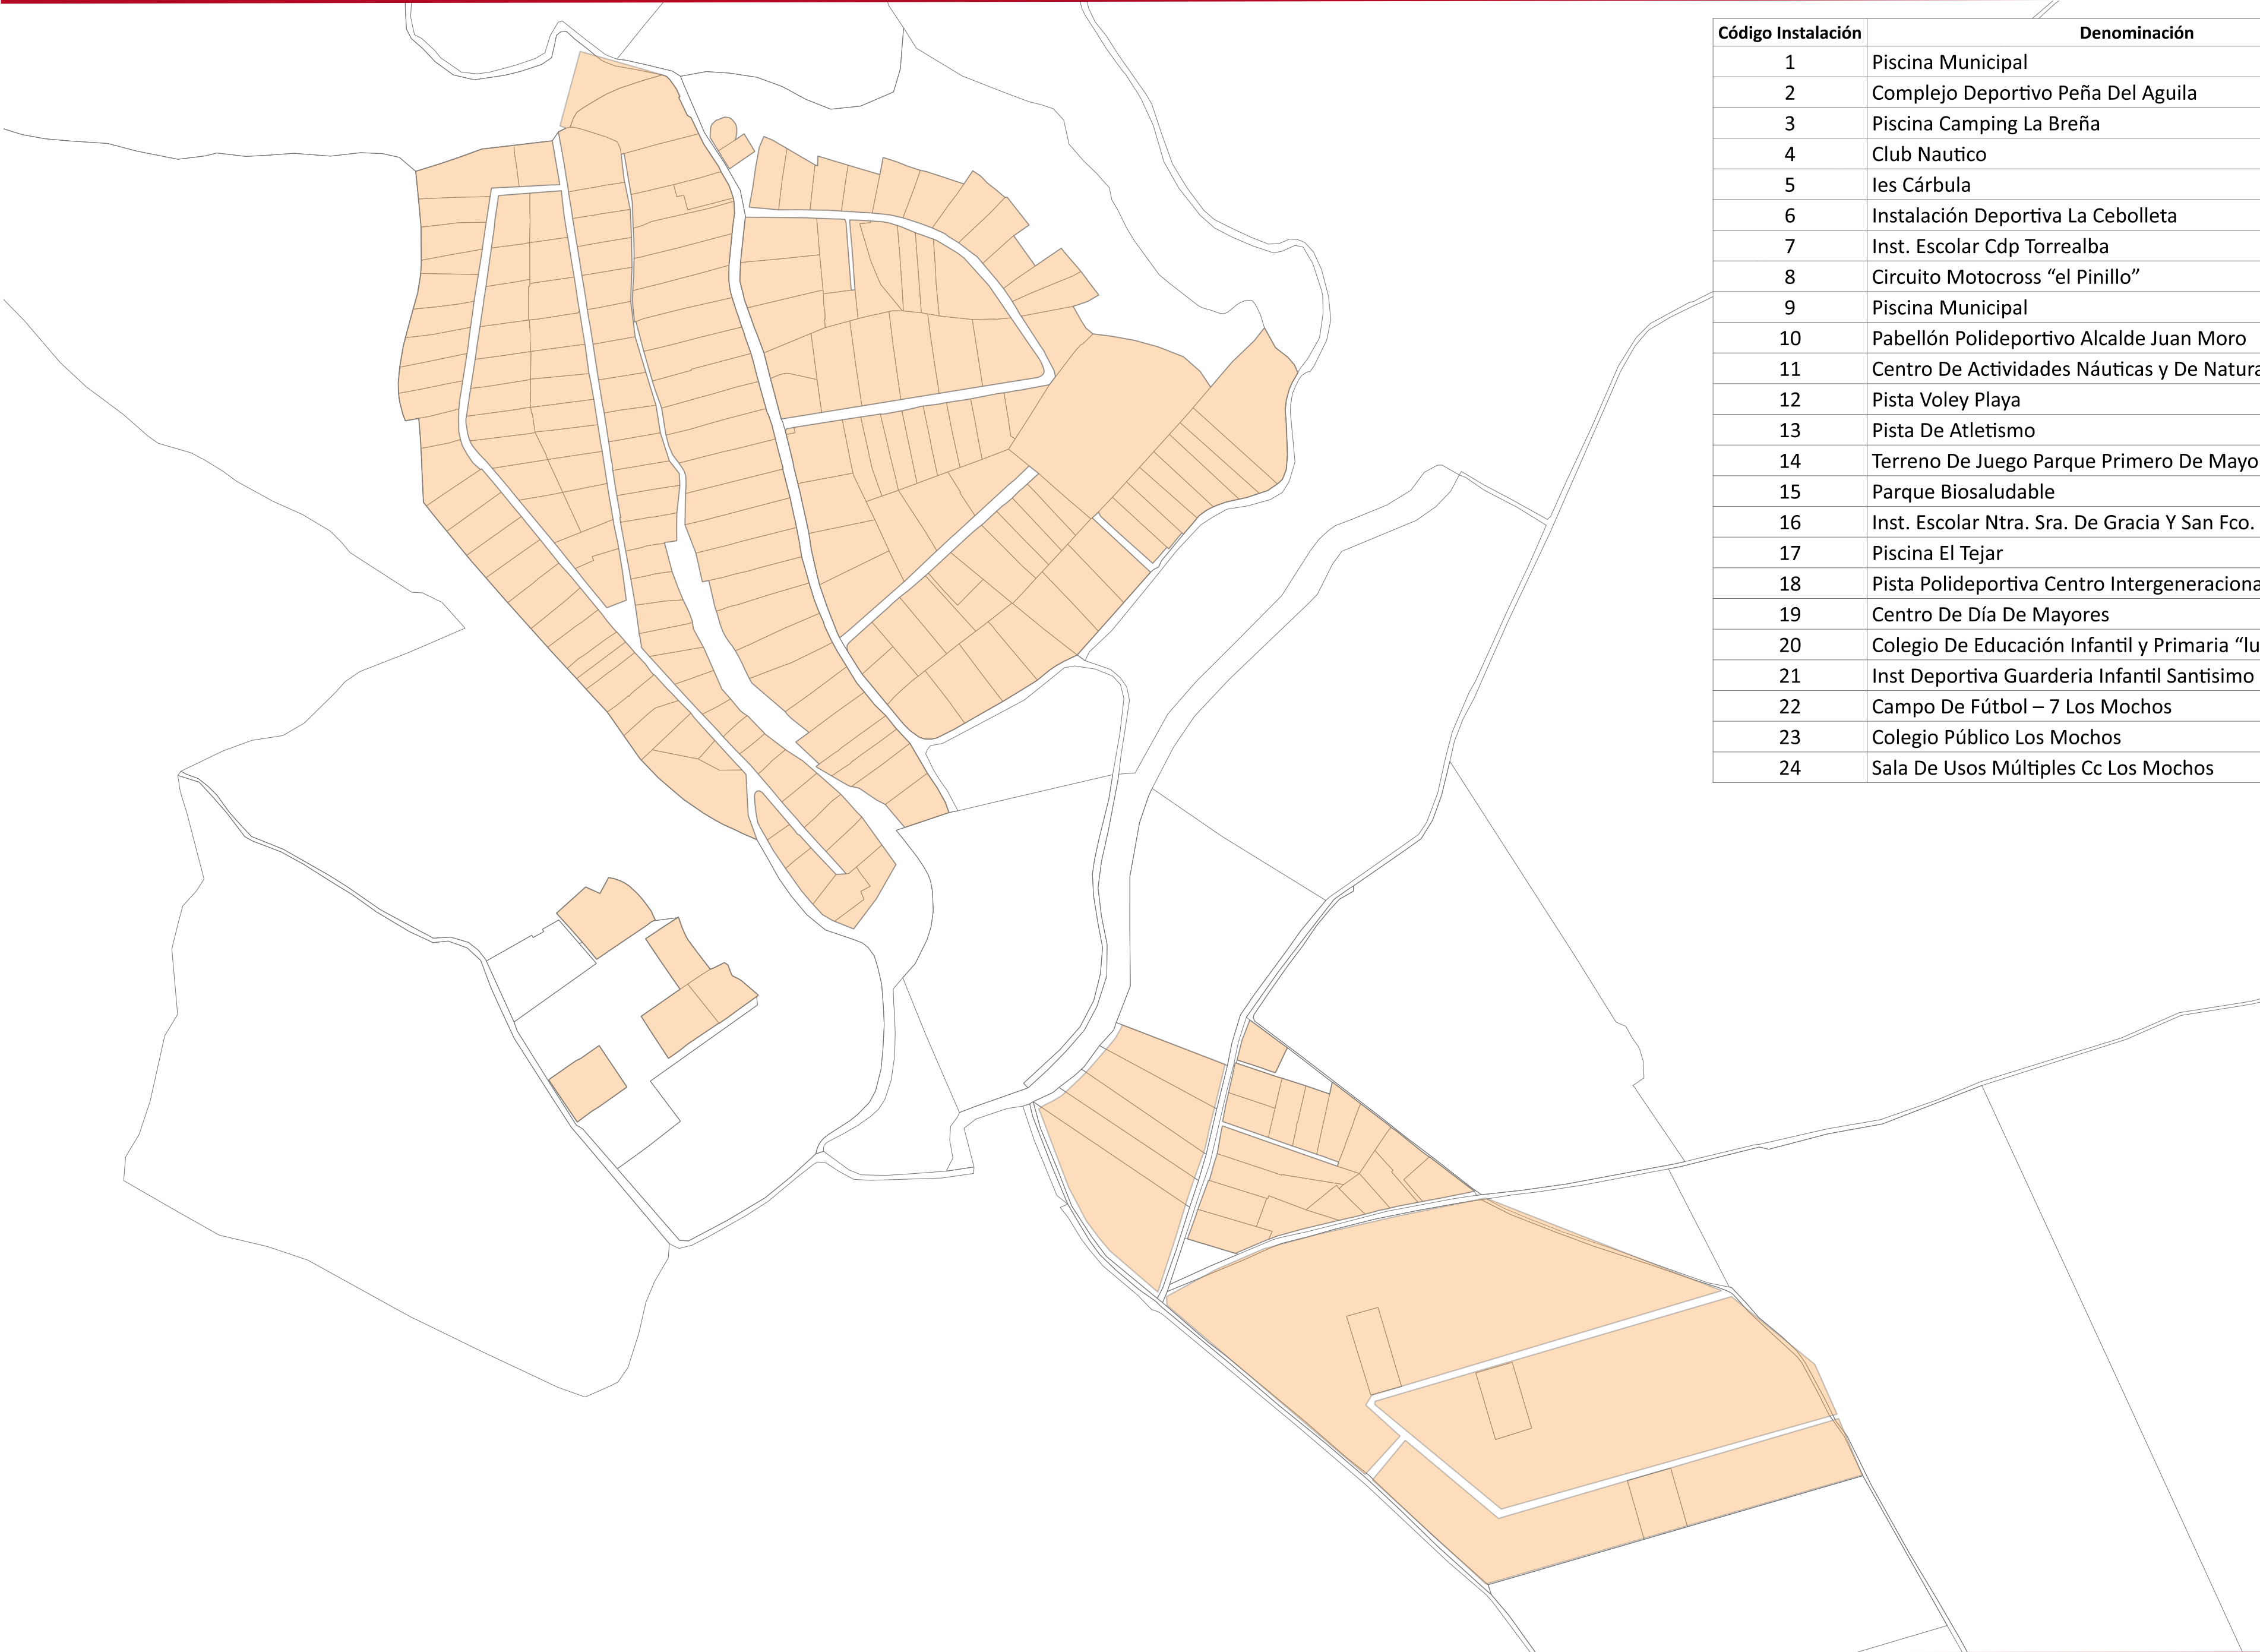 Código Instalación Denominación
1 Piscina Municipal
2 Complejo Deportivo Peña Del Aguila
3 Piscina Camping La Breña
4 Club Nautico
5 Ies Cárbula
6 Instalación Deportiva La Cebolleta
7 Inst. Escolar Cdp Torrealba
8 Circuito Motocross “el Pinillo”
9 Piscina Municipal
10 Pabellón Polideportivo Alcalde Juan Moro
11 Centro De Actividades Náuticas y De Natura
12 Pista Voley Playa
13 Pista De Atletismo
14 Terreno De Juego Parque Primero De Mayo
15 Parque Biosaludable
16 Inst. Escolar Ntra. Sra. De Gracia Y San Fco.
17 Piscina El Tejar
18 Pista Polideportiva Centro Intergeneraciona
19 Centro De Día De Mayores
20 Colegio De Educación Infantil y Primaria “lu
21 Inst Deportiva Guarderia Infantil Santisimo
22 Campo De Fútbol – 7 Los Mochos
23 Colegio Público Los Mochos
24 Sala De Usos Múltiples Cc Los Mochos